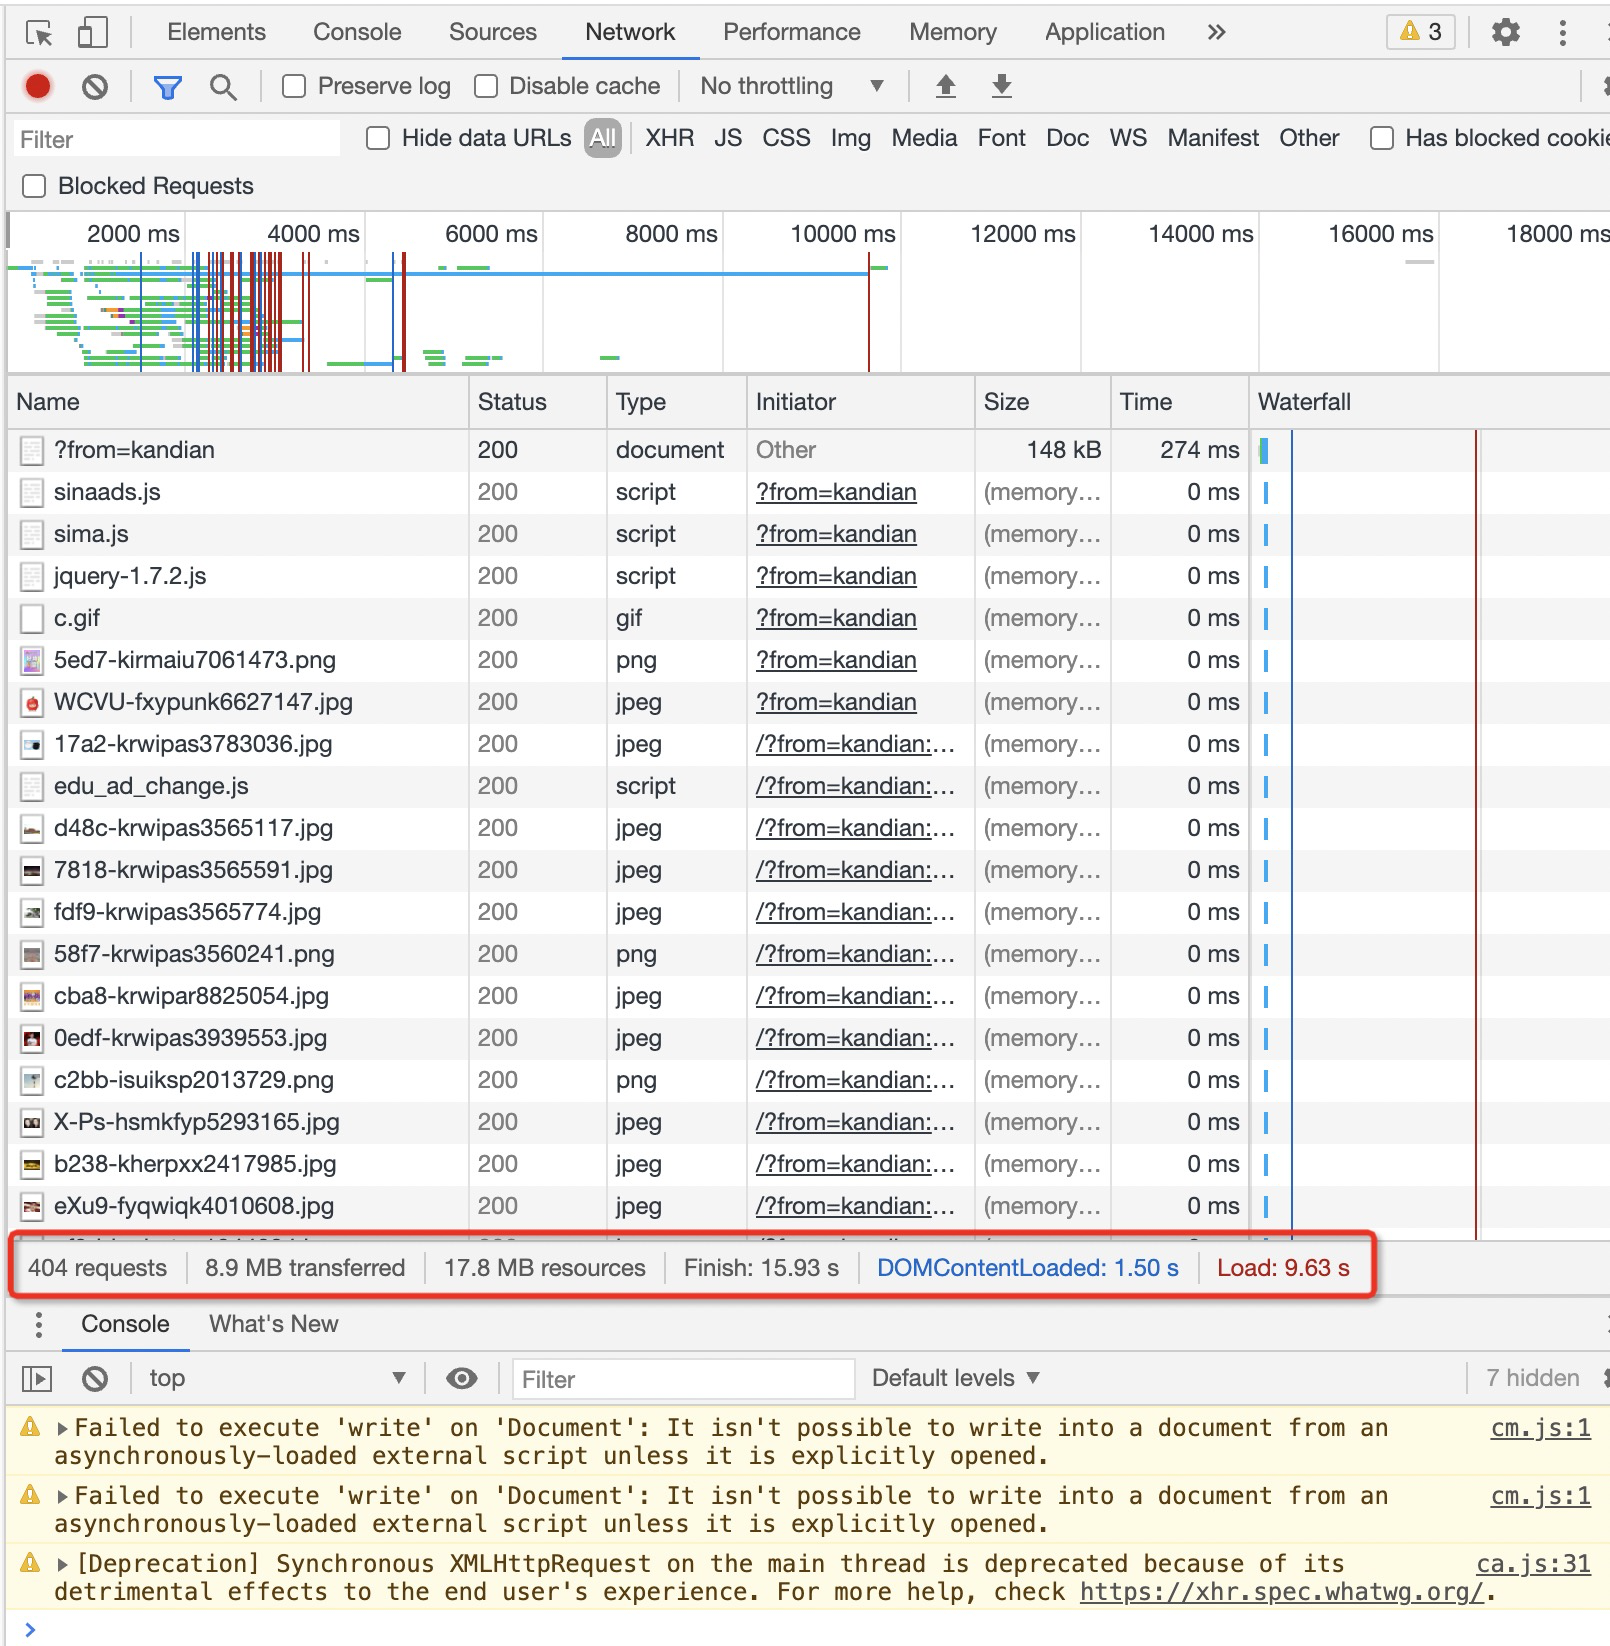 Elements Console Sources Network Performance Memory Application » 3
Preserve log Disable cache No throttling
Filter Hide data URLs All XHR JS CSS Img Media Font Doc WS Manifest Other Has blocked cookie
Blocked Requests
2000 ms 4000 ms 6000 ms 8000 ms 10000 ms 12000 ms 14000 ms 16000 ms 18000 ms
Name Status Type Initiator Size Time Waterfall
?from=kandian 200 document Other 148 kB 274 ms
sinaads.js 200 script ?from=kandian (memory… 0 ms
sima.js 200 script ?from=kandian (memory… 0 ms
jquery-1.7.2.js 200 script ?from=kandian (memory… 0 ms
c.gif 200 gif ?from=kandian (memory… 0 ms
5ed7-kirmaiu7061473.png 200 png ?from=kandian (memory… 0 ms
WCVU-fxypunk6627147.jpg 200 jpeg ?from=kandian (memory… 0 ms
17a2-krwipas3783036.jpg 200 jpeg /?from=kandian:… (memory… 0 ms
edu_ad_change.js 200 script /?from=kandian:… (memory… 0 ms
d48c-krwipas3565117.jpg 200 jpeg /?from=kandian:… (memory… 0 ms
7818-krwipas3565591.jpg 200 jpeg /?from=kandian:… (memory… 0 ms
fdf9-krwipas3565774.jpg 200 jpeg /?from=kandian:… (memory… 0 ms
58f7-krwipas3560241.png 200 png /?from=kandian:… (memory… 0 ms
cba8-krwipar8825054.jpg 200 jpeg /?from=kandian:… (memory… 0 ms
0edf-krwipas3939553.jpg 200 jpeg /?from=kandian:… (memory… 0 ms
c2bb-isuiksp2013729.png 200 png /?from=kandian:… (memory… 0 ms
X-Ps-hsmkfyp5293165.jpg 200 jpeg /?from=kandian:… (memory… 0 ms
b238-kherpxx2417985.jpg 200 jpeg /?from=kandian:… (memory… 0 ms
eXu9-fyqwiqk4010608.jpg 200 jpeg /?from=kandian:… (memory… 0 ms
404 requests 8.9 MB transferred 17.8 MB resources Finish: 15.93 s DOMContentLoaded: 1.50 s Load: 9.63 s
Console What's New
top Filter Default levels 7 hidden
Failed to execute 'write' on 'Document': It isn't possible to write into a document from an cm.js:1
asynchronously-loaded external script unless it is explicitly opened.
Failed to execute 'write' on 'Document': It isn't possible to write into a document from an cm.js:1
asynchronously-loaded external script unless it is explicitly opened.
[Deprecation] Synchronous XMLHttpRequest on the main thread is deprecated because of its ca.js:31
detrimental effects to the end user's experience. For more help, check https://xhr.spec.whatwg.org/.